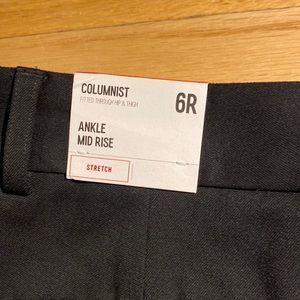 COLUMNIST
FITTED THROUGH HIP & THIGH
6R
ANKLE
MID RISE
STRETCH